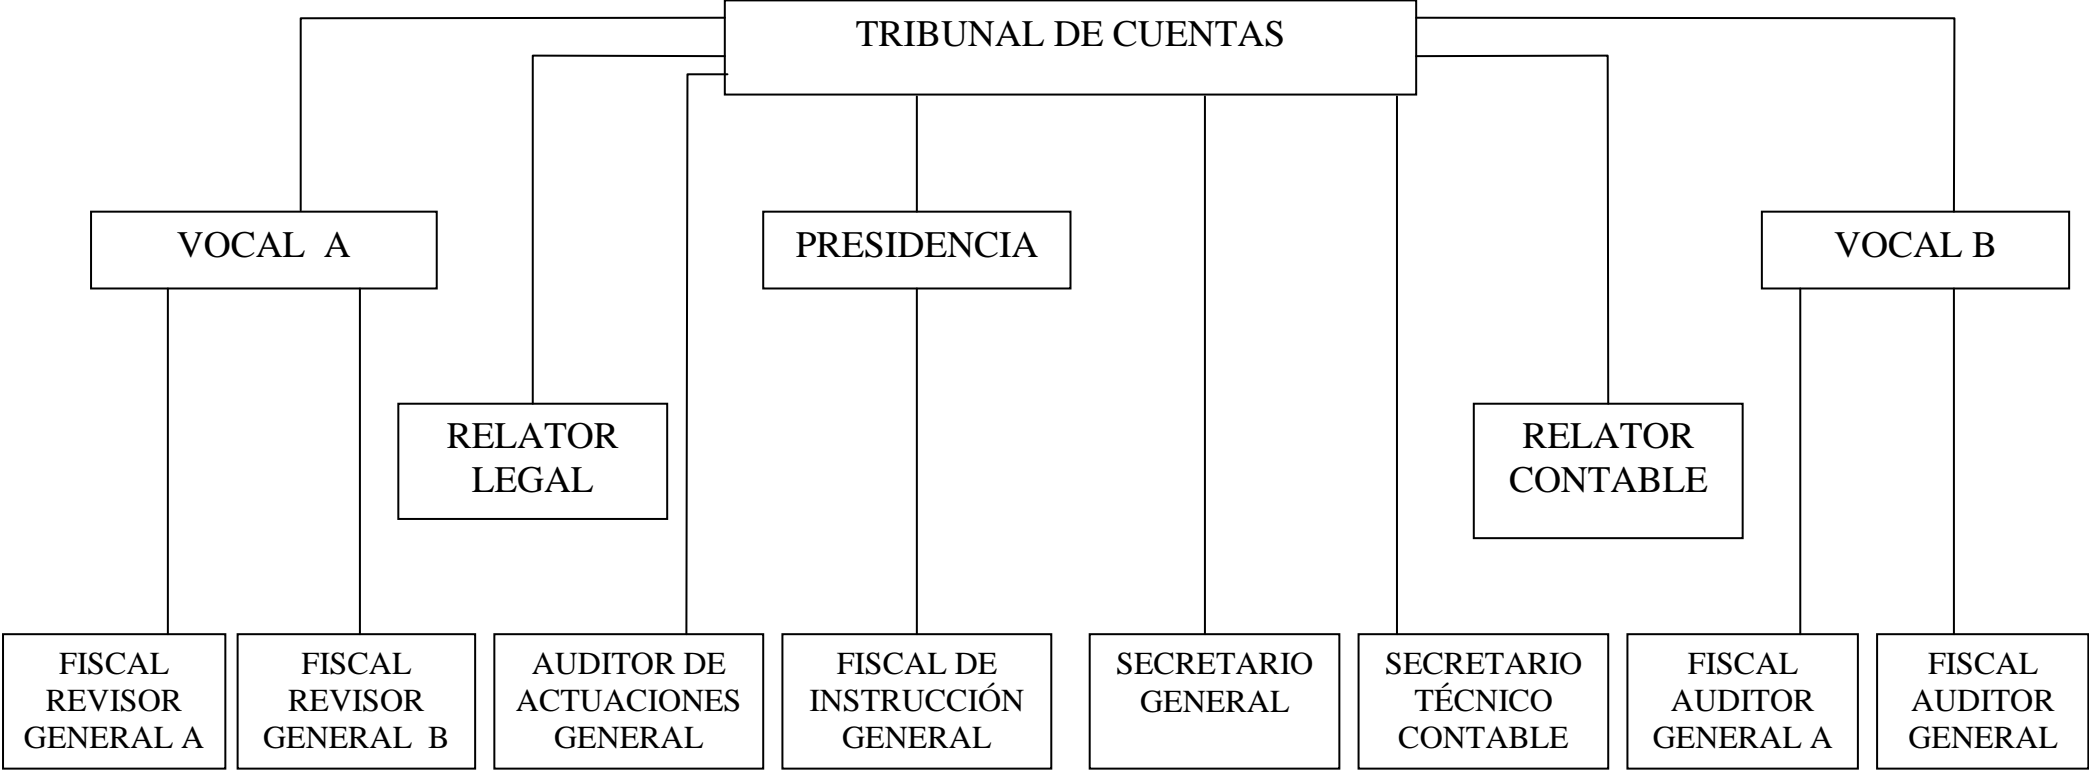 TRIBUNAL DE CUENTAS
VOCAL A
PRESIDENCIA
VOCAL B
RELATOR
LEGAL
RELATOR
CONTABLE
FISCAL
REVISOR
GENERAL A
FISCAL
REVISOR
GENERAL B
AUDITOR DE
ACTUACIONES
GENERAL
FISCAL DE
INSTRUCCIÓN
GENERAL
SECRETARIO
GENERAL
SECRETARIO
TÉCNICO
CONTABLE
FISCAL
AUDITOR
GENERAL A
FISCAL
AUDITOR
GENERAL